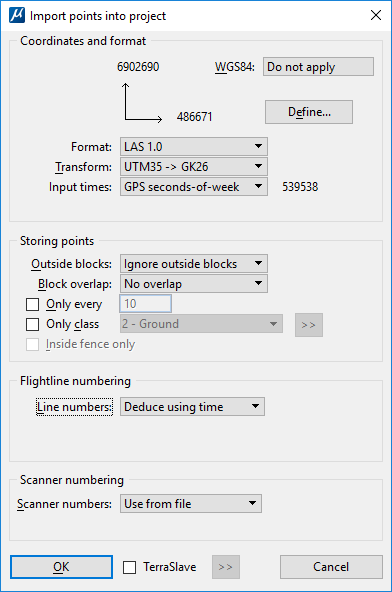 Import points into project
Coordinates and format
6902690
WGS84: Do not apply
486671
Define...
Format: LAS 1.0
Transform: UTM35 -> GK26
Input times: GPS seconds-of-week 539538
Storing points
Outside blocks: Ignore outside blocks
Block overlap: No overlap
Only every 10
Only class 2 - Ground >>
Inside fence only
Flightline numbering
Line numbers: Deduce using time
Scanner numbering
Scanner numbers: Use from file
OK TerraSlave >> Cancel